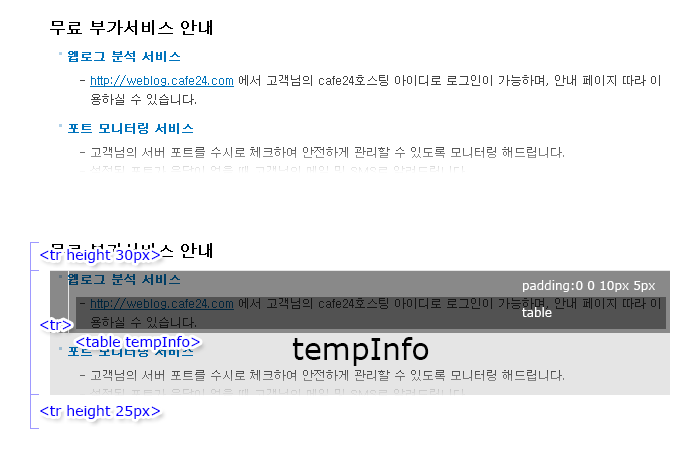 무료 부가서비스 안내
웹로그 분석 서비스
- http://weblog.cafe24.com 에서 고객님의 cafe24호스팅 아이디로 로그인이 가능하며, 안내 페이지 따라 이
용하실 수 있습니다.
포트 모니터링 서비스
- 고객님의 서버 포트를 수시로 체크하여 안전하게 관리할 수 있도록 모니터링 해드립니다.
무료 부가서비스 안내
<tr height 30px>
웹로그 분석 서비스
padding:0 0 10px 5px
- http://weblog.cafe24.com 에서 고객님의 cafe24호스팅 아이디로 로그인이 가능하며, 안내 페이지 따라 이
table
<tr>
용하실 수 있습니다.
<table tempInfo>
포트 모니터링 서비스
tempInfo
- 고객님의 서버 포트를 수시로 체크하여 안전하게 관리할 수 있도록 모니터링 해드립니다.
<tr height 25px>